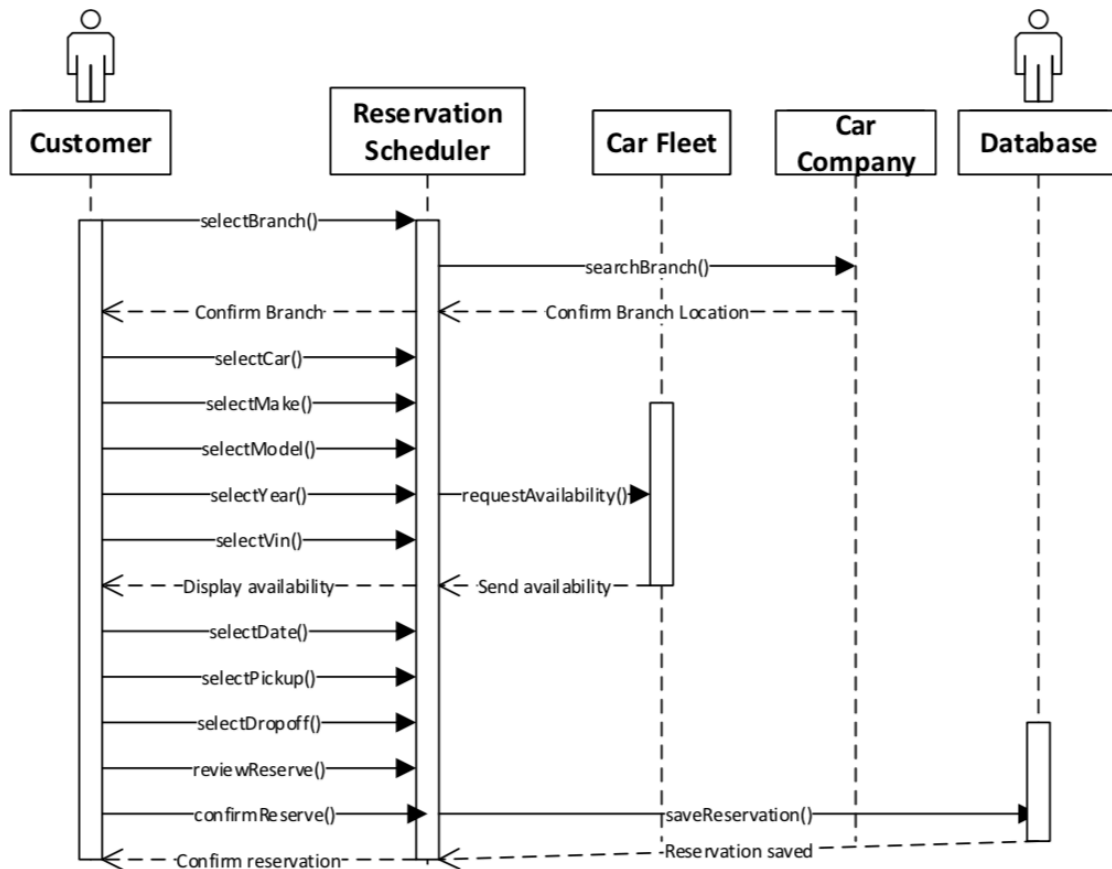 Customer
Reservation
Scheduler
Car Fleet
Car
Company
Database
selectBranch()
searchBranch()
Confirm Branch
Confirm Branch Location
selectCar()
selectMake()
selectModel()
selectYear()
requestAvailability()
selectVin()
Display availability
Send availability
selectDate()
selectPickup()
selectDropoff()
reviewReserve()
confirmReserve()
saveReservation()
Confirm reservation
Reservation saved